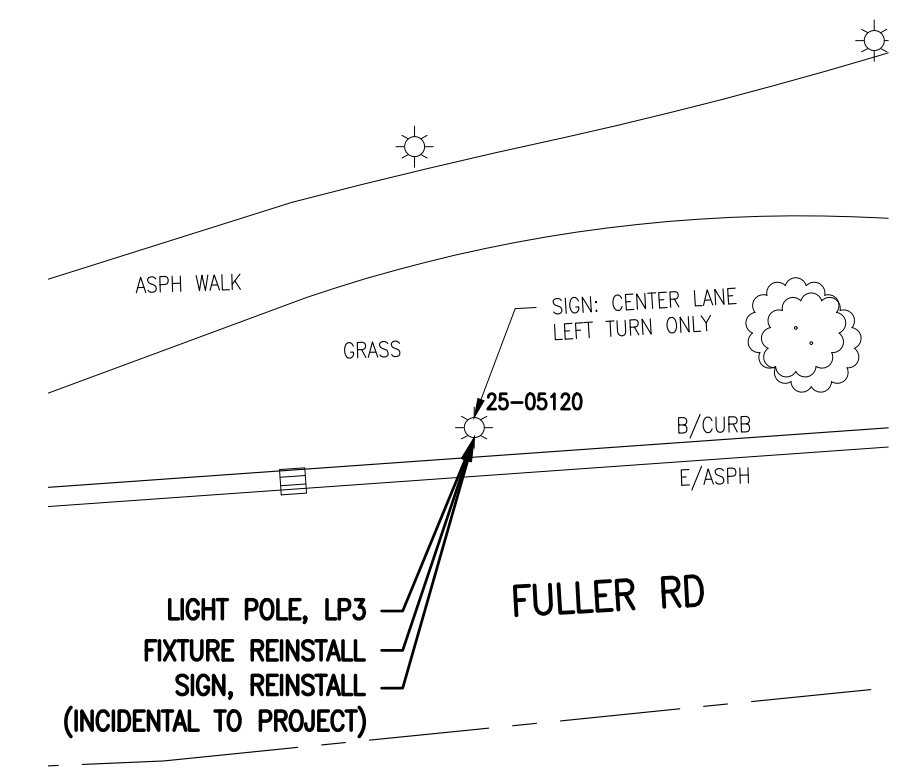 ASPH WALK
SIGN: CENTER LANE
LEFT TURN ONLY
GRASS
25-05120
B/CURB
E/ASPH
FULLER RD
LIGHT POLE, LP3
FIXTURE REINSTALL
SIGN, REINSTALL
(INCIDENTAL TO PROJECT)